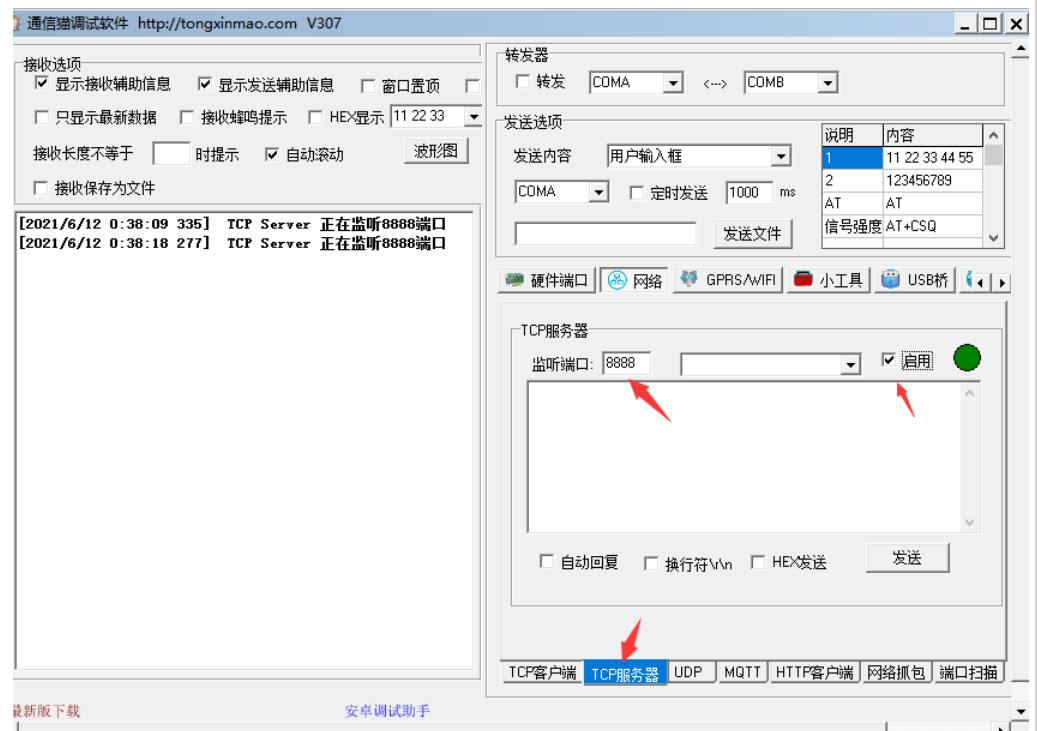 通信猫调试软件 http://tongxinmao.com V307
接收选项
显示接收辅助信息 显示发送辅助信息 窗口置顶
只显示最新数据 接收蜂鸣提示 HEX显示 11 22 33
接收长度不等于 时提示 自动滚动 波形图
接收保存为文件
[2021/6/12 0:38:09 335] TCP Server 正在监听8888端口
[2021/6/12 0:38:18 277] TCP Server 正在监听8888端口
转发器
转发 COMA <---> COMB
发送选项
发送内容 用户输入框
COMA 定时发送 1000 ms
发送文件
说明 内容
1 11 22 33 44 55
2 123456789
AT AT
信号强度 AT+CSQ
硬件端口 网络 GPRS/WIFI 小工具 USB桥
TCP服务器
监听端口: 8888 启用
自动回复 换行符\r\n HEX发送 发送
TCP客户端 TCP服务器 UDP MQTT HTTP客户端 网络抓包 端口扫描
最新版下载 安卓调试助手